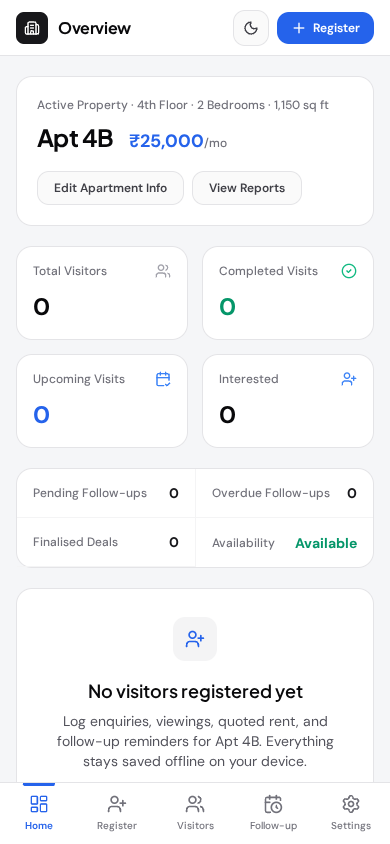 Overview
Register
Active Property · 4th Floor · 2 Bedrooms · 1,150 sq ft
Apt 4B ₹25,000/mo
Edit Apartment Info
View Reports
Total Visitors
0
Completed Visits
0
Upcoming Visits
0
Interested
0
Pending Follow-ups 0
Overdue Follow-ups 0
Finalised Deals 0
Availability Available
No visitors registered yet
Log enquiries, viewings, quoted rent, and
follow-up reminders for Apt 4B. Everything
stays saved offline on your device.
Home
Register
Visitors
Follow-up
Settings